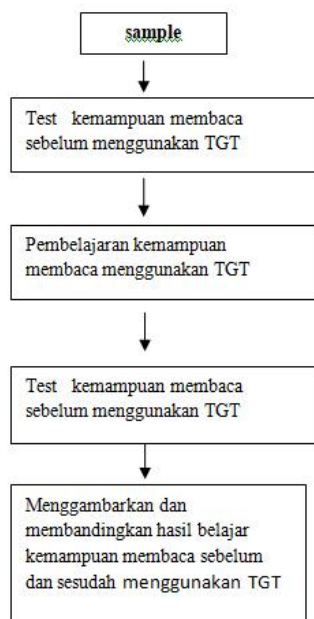 sample
Test kemampuan membaca
sebelum menggunakan TGT
Pembelajaran kemampuan
membaca menggunakan TGT
Test kemampuan membaca
sebelum menggunakan TGT
Menggambarkan dan
membandingkan hasil belajar
kemampuan membaca sebelum
dan sesudah menggunakan TGT